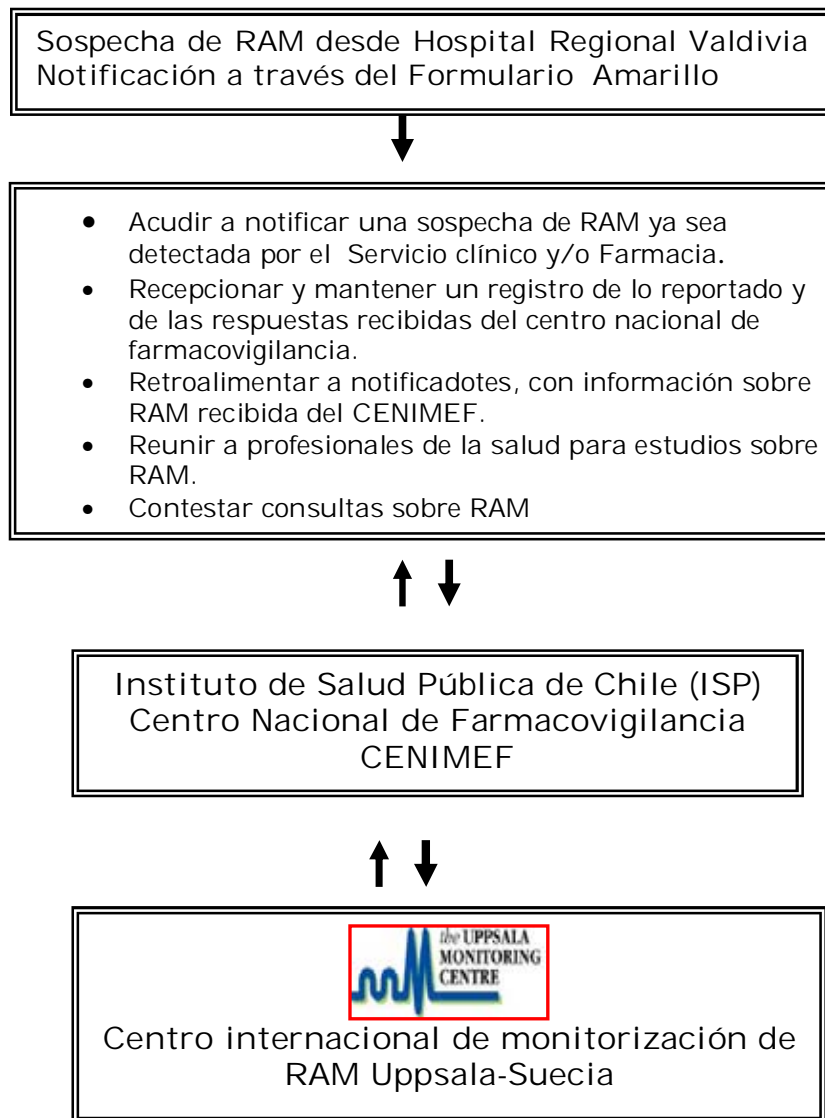 Sospecha de RAM desde Hospital Regional Valdivia
Notificación a través del Formulario Amarillo
• Acudir a notificar una sospecha de RAM ya sea
detectada por el Servicio clínico y/o Farmacia.
• Recepcionar y mantener un registro de lo reportado y
de las respuestas recibidas del centro nacional de
farmacovigilancia.
• Retroalimentar a notificadotes, con información sobre
RAM recibida del CENIMEF.
• Reunir a profesionales de la salud para estudios sobre
RAM.
• Contestar consultas sobre RAM
Instituto de Salud Pública de Chile (ISP)
Centro Nacional de Farmacovigilancia
CENIMEF
the UPPSALA
MONITORING
CENTRE
Centro internacional de monitorización de
RAM Uppsala-Suecia